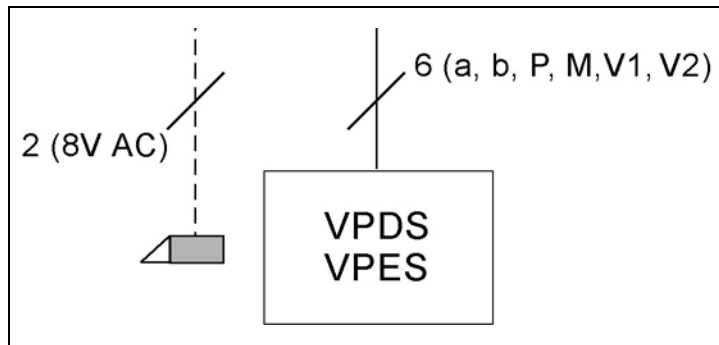 6 (a, b, P, M,V1, V2)
2 (8V AC)
VPDS
VPES